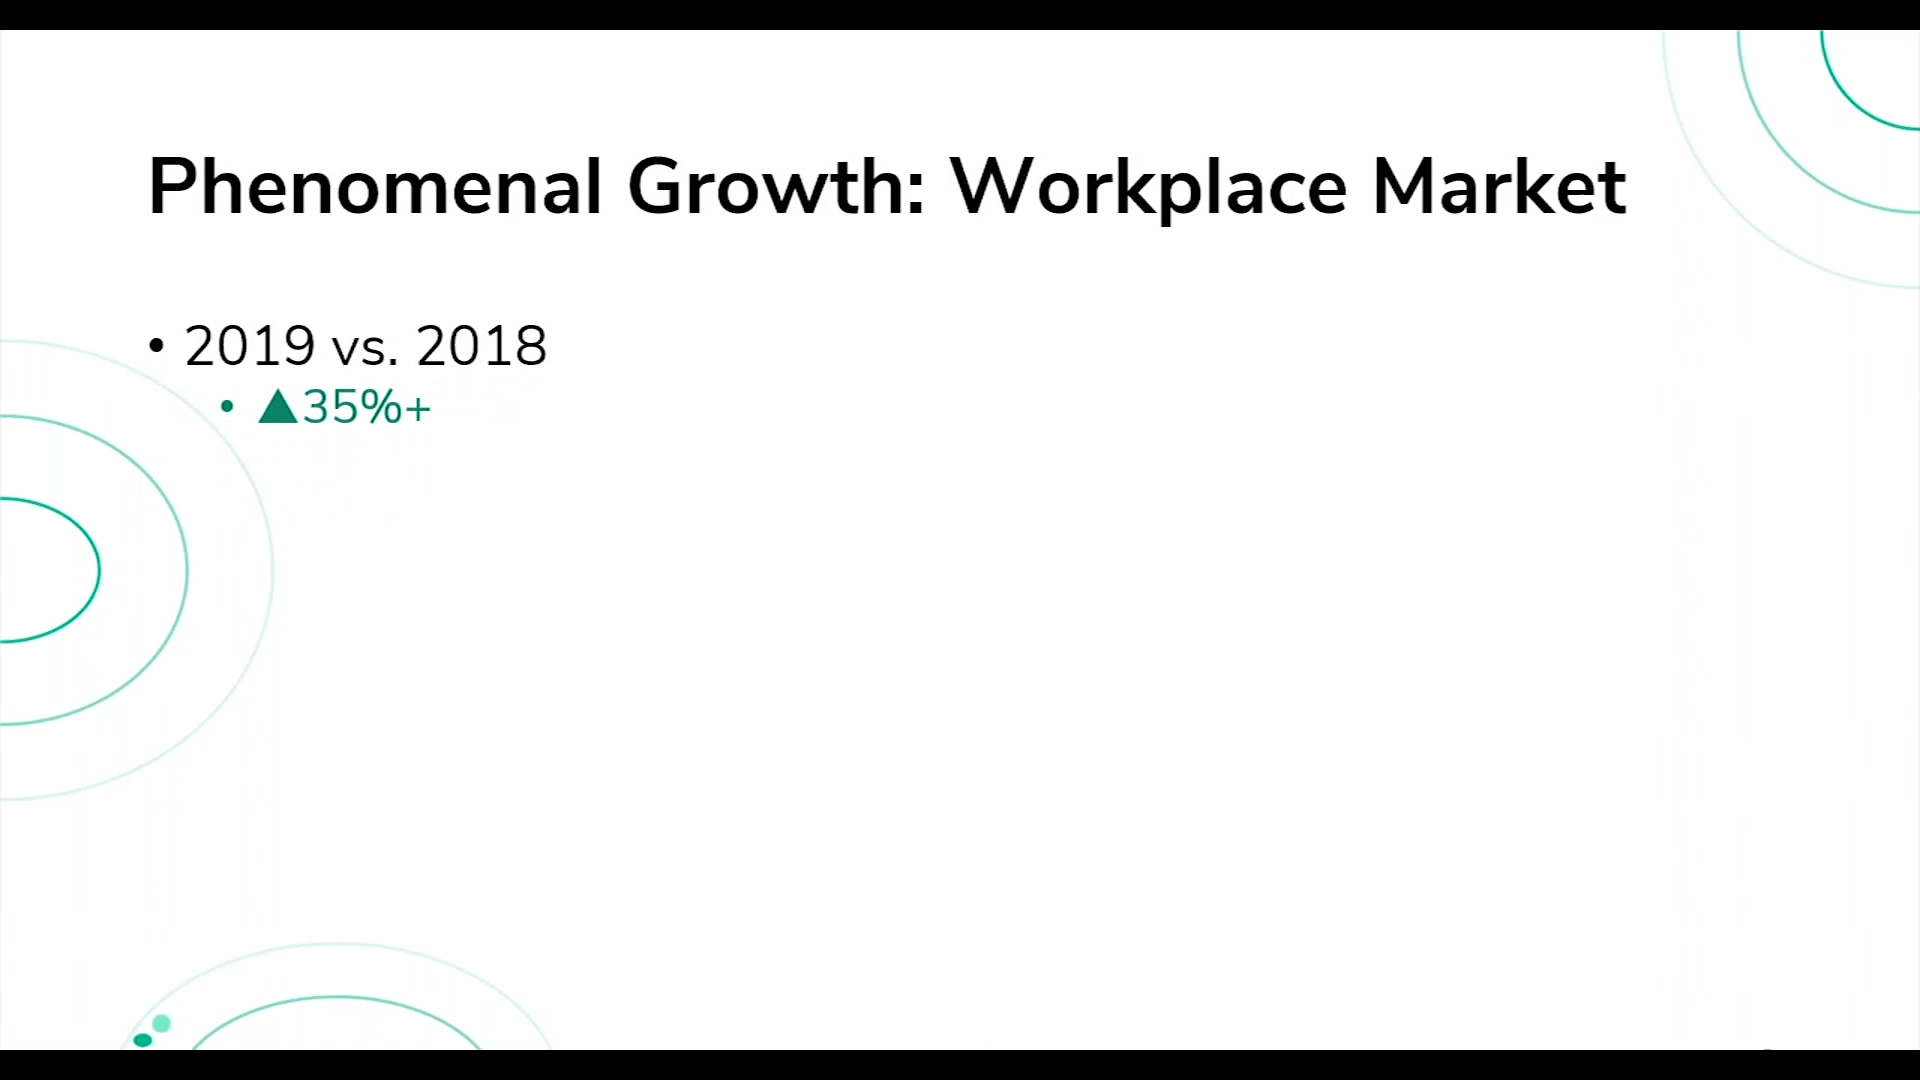 Phenomenal Growth: Workplace Market
• 2019 vs. 2018
• ▲35%+